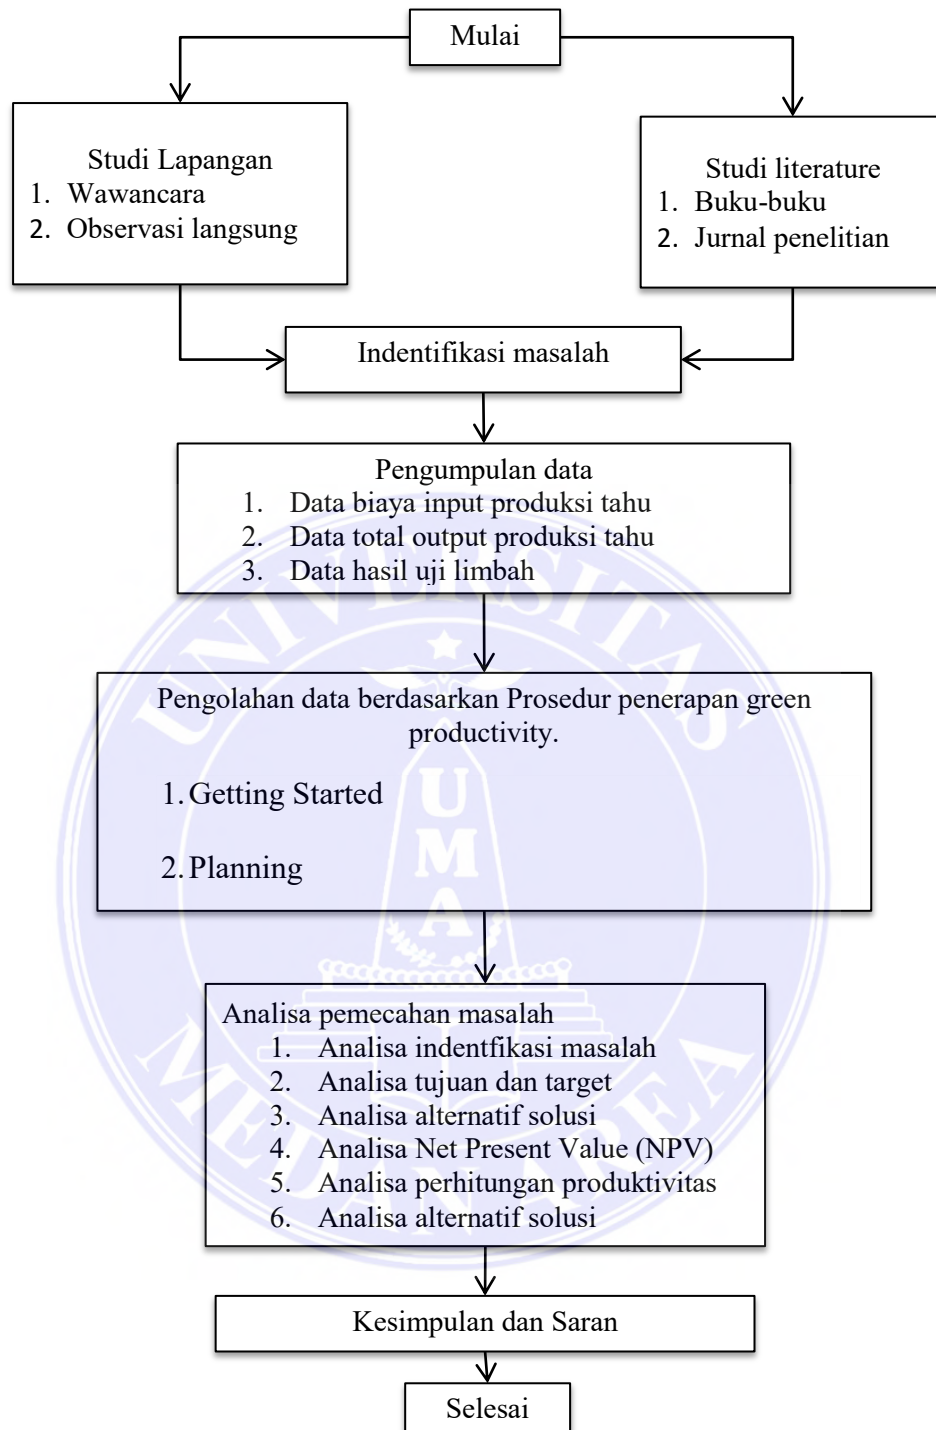 Mulai
Studi Lapangan
1. Wawancara
2. Observasi langsung
Studi literature
1. Buku-buku
2. Jurnal penelitian
Indentifikasi masalah
Pengumpulan data
1. Data biaya input produksi tahu
2. Data total output produksi tahu
3. Data hasil uji limbah
Pengolahan data berdasarkan Prosedur penerapan green
productivity.
1. Getting Started
2. Planning
Analisa pemecahan masalah
1. Analisa indentfikasi masalah
2. Analisa tujuan dan target
3. Analisa alternatif solusi
4. Analisa Net Present Value (NPV)
5. Analisa perhitungan produktivitas
6. Analisa alternatif solusi
Kesimpulan dan Saran
Selesai
UNIVERSITAS
MEDAN AREA
U
M
A